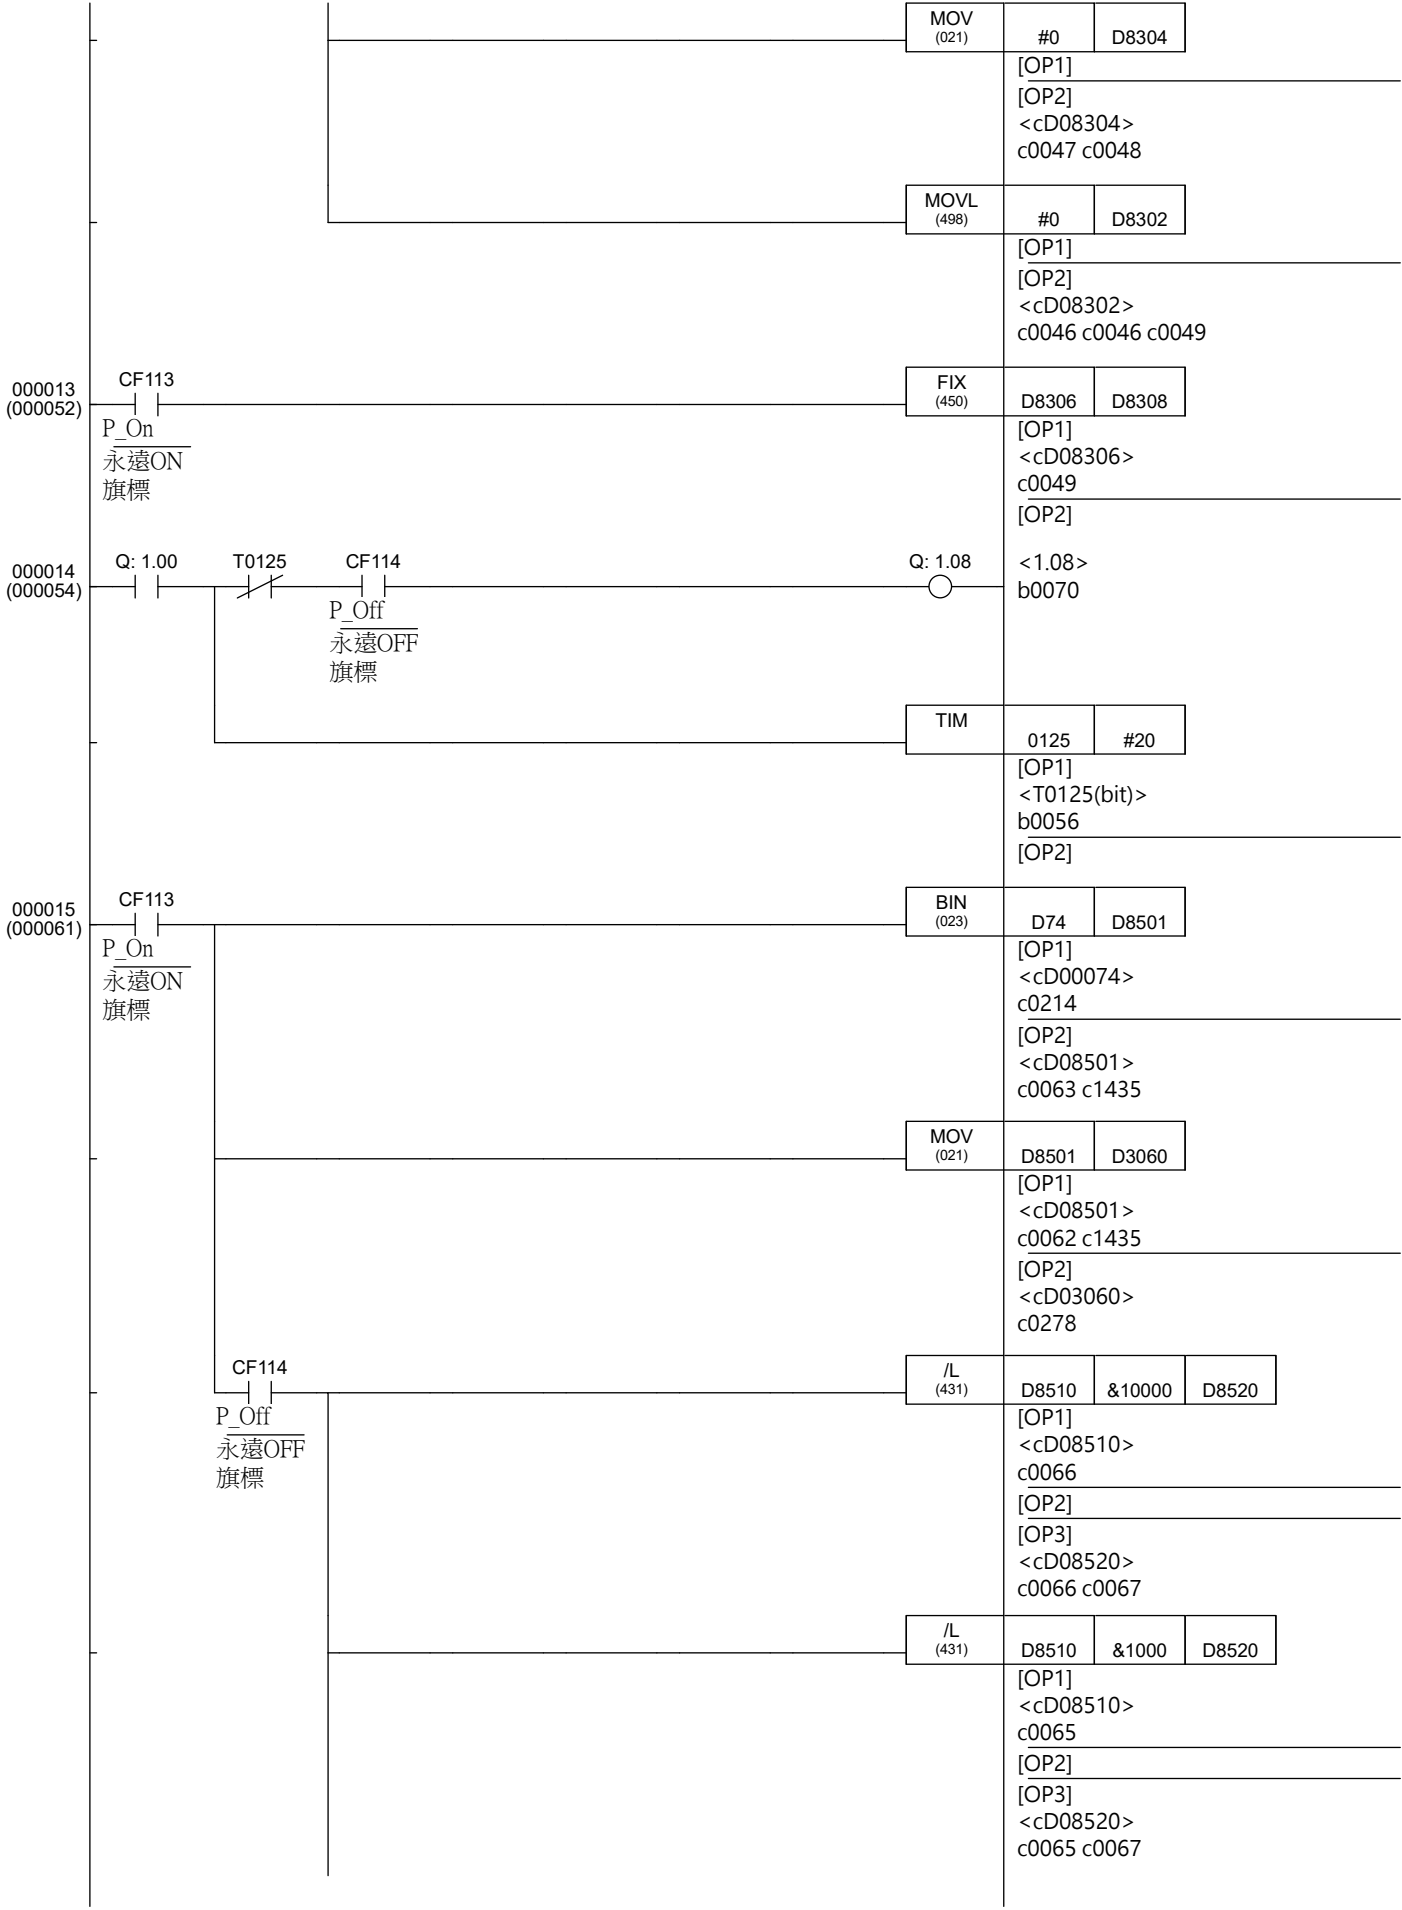 MOV
(021)
#0 D8304
[OP1]
[OP2]
<cD08304>
c0047 c0048
MOVL
(498)
#0 D8302
[OP1]
[OP2]
<cD08302>
c0046 c0046 c0049
000013
(000052)
CF113
P_On
永遠ON
旗標
FIX
(450)
D8306 D8308
[OP1]
<cD08306>
c0049
[OP2]
000014
(000054)
Q: 1.00 T0125 CF114 Q: 1.08
P_Off
永遠OFF
旗標
<1.08>
b0070
TIM
0125 #20
[OP1]
<T0125(bit)>
b0056
[OP2]
000015
(000061)
CF113
P_On
永遠ON
旗標
BIN
(023)
D74 D8501
[OP1]
<cD00074>
c0214
[OP2]
<cD08501>
c0063 c1435
MOV
(021)
D8501 D3060
[OP1]
<cD08501>
c0062 c1435
[OP2]
<cD03060>
c0278
CF114
P_Off
永遠OFF
旗標
/L
(431)
D8510 &10000 D8520
[OP1]
<cD08510>
c0066
[OP2]
[OP3]
<cD08520>
c0066 c0067
/L
(431)
D8510 &1000 D8520
[OP1]
<cD08510>
c0065
[OP2]
[OP3]
<cD08520>
c0065 c0067